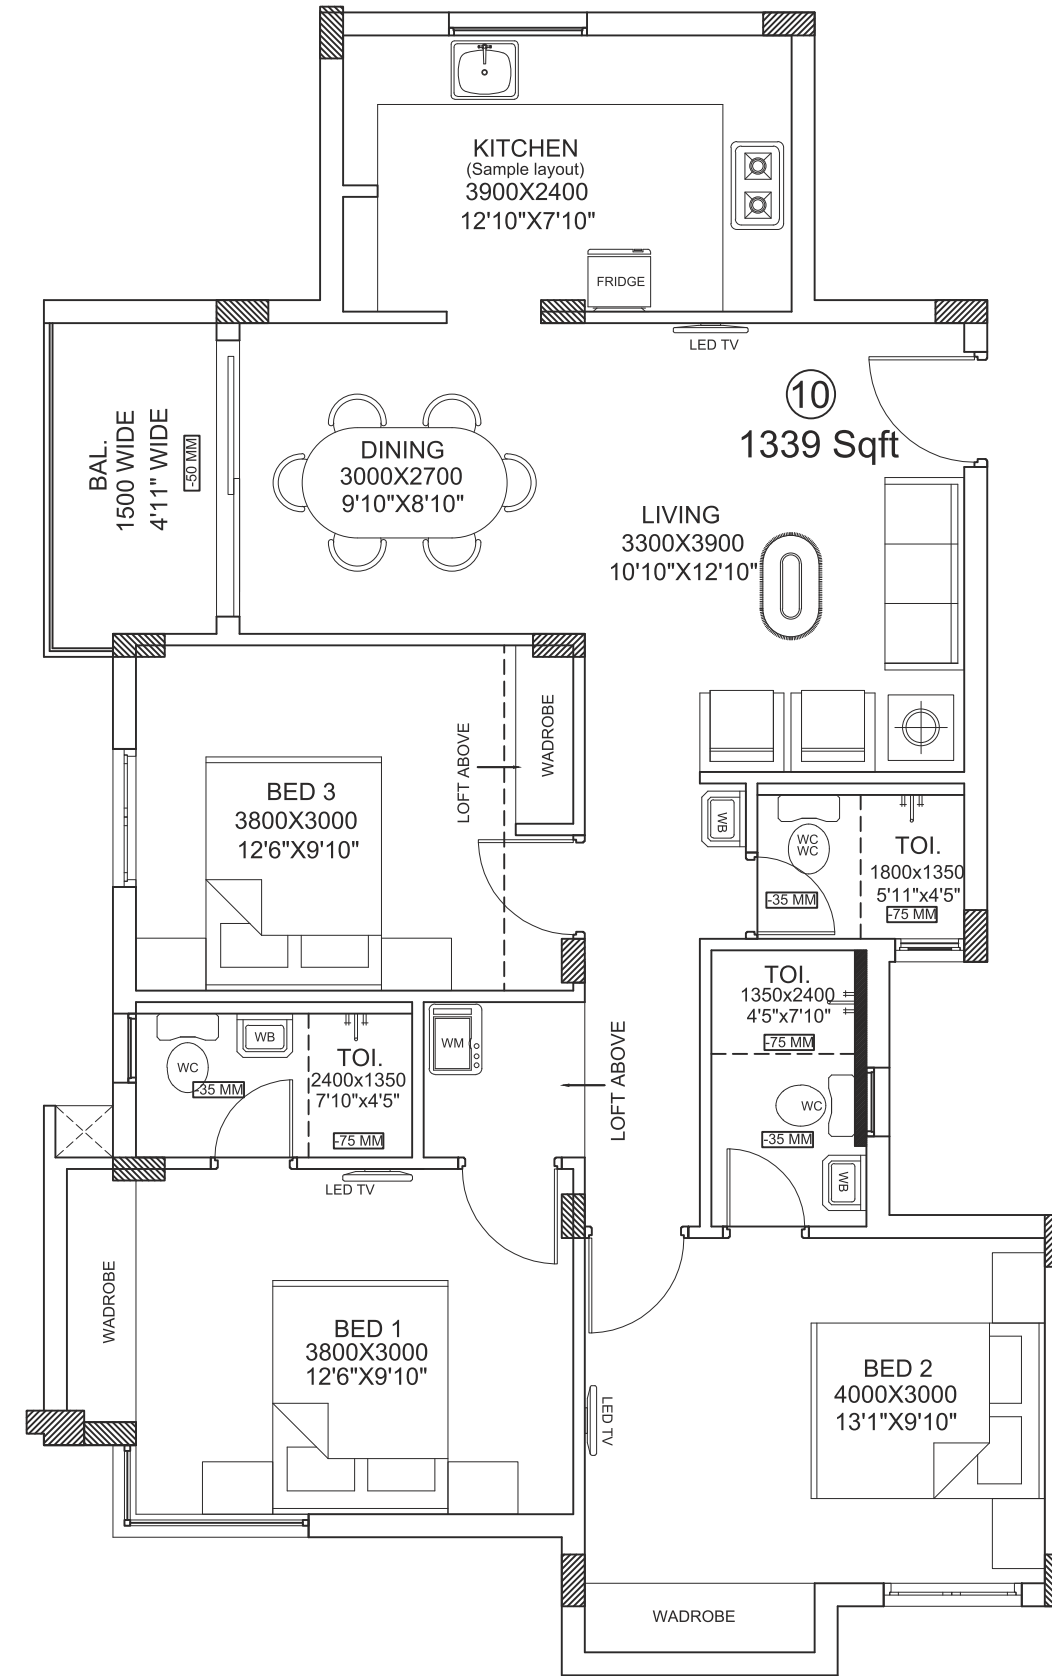 KITCHEN
(Sample layout)
3900X2400
12'10"X7'10"
FRIDGE
LED TV
10
1339 Sqft
BAL.
1500 WIDE
4'11" WIDE
-50 MM
DINING
3000X2700
9'10"X8'10"
LIVING
3300X3900
10'10"X12'10"
LOFT ABOVE
WADROBE
BED 3
3800X3000
12'6"X9'10"
WB
WC
WC
TOI.
1800x1350
5'11"x4'5"
-35 MM
-75 MM
TOI.
1350x2400
4'5"x7'10"
-75 MM
WC
-35 MM
WB
WC
WB
-35 MM
TOI.
2400x1350
7'10"x4'5"
-75 MM
WM
LOFT ABOVE
LED TV
WADROBE
BED 1
3800X3000
12'6"X9'10"
LED TV
BED 2
4000X3000
13'1"X9'10"
WADROBE